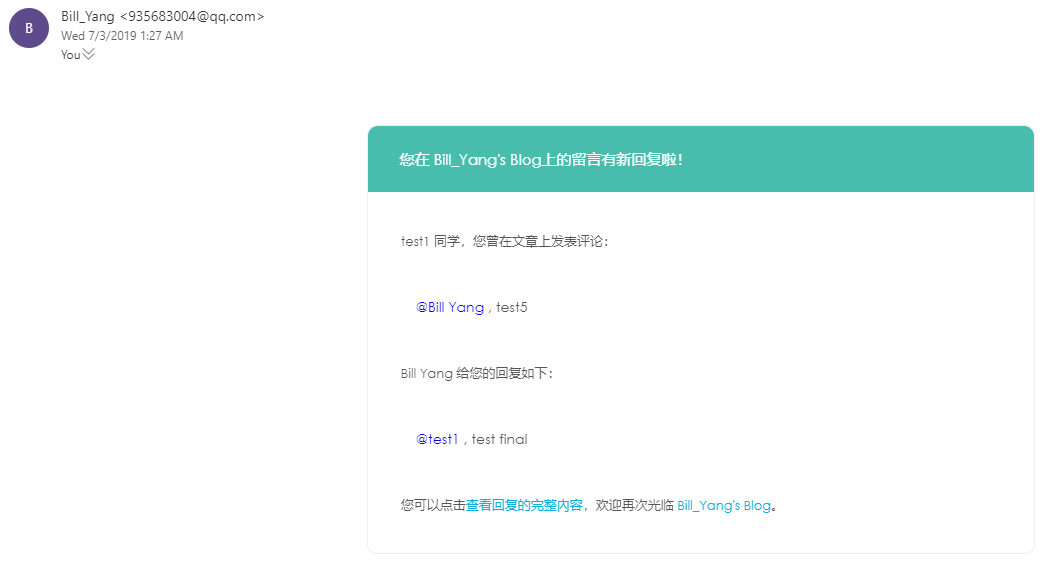 B
Bill_Yang <935683004@qq.com>
Wed 7/3/2019 1:27 AM
You
您在 Bill_Yang's Blog上的留言有新回复啦!
test1 同学,您曾在文章上发表评论:
@Bill Yang , test5
Bill Yang 给您的回复如下:
@test1 , test final
您可以点击查看回复的完整内容,欢迎再次光临 Bill_Yang's Blog。